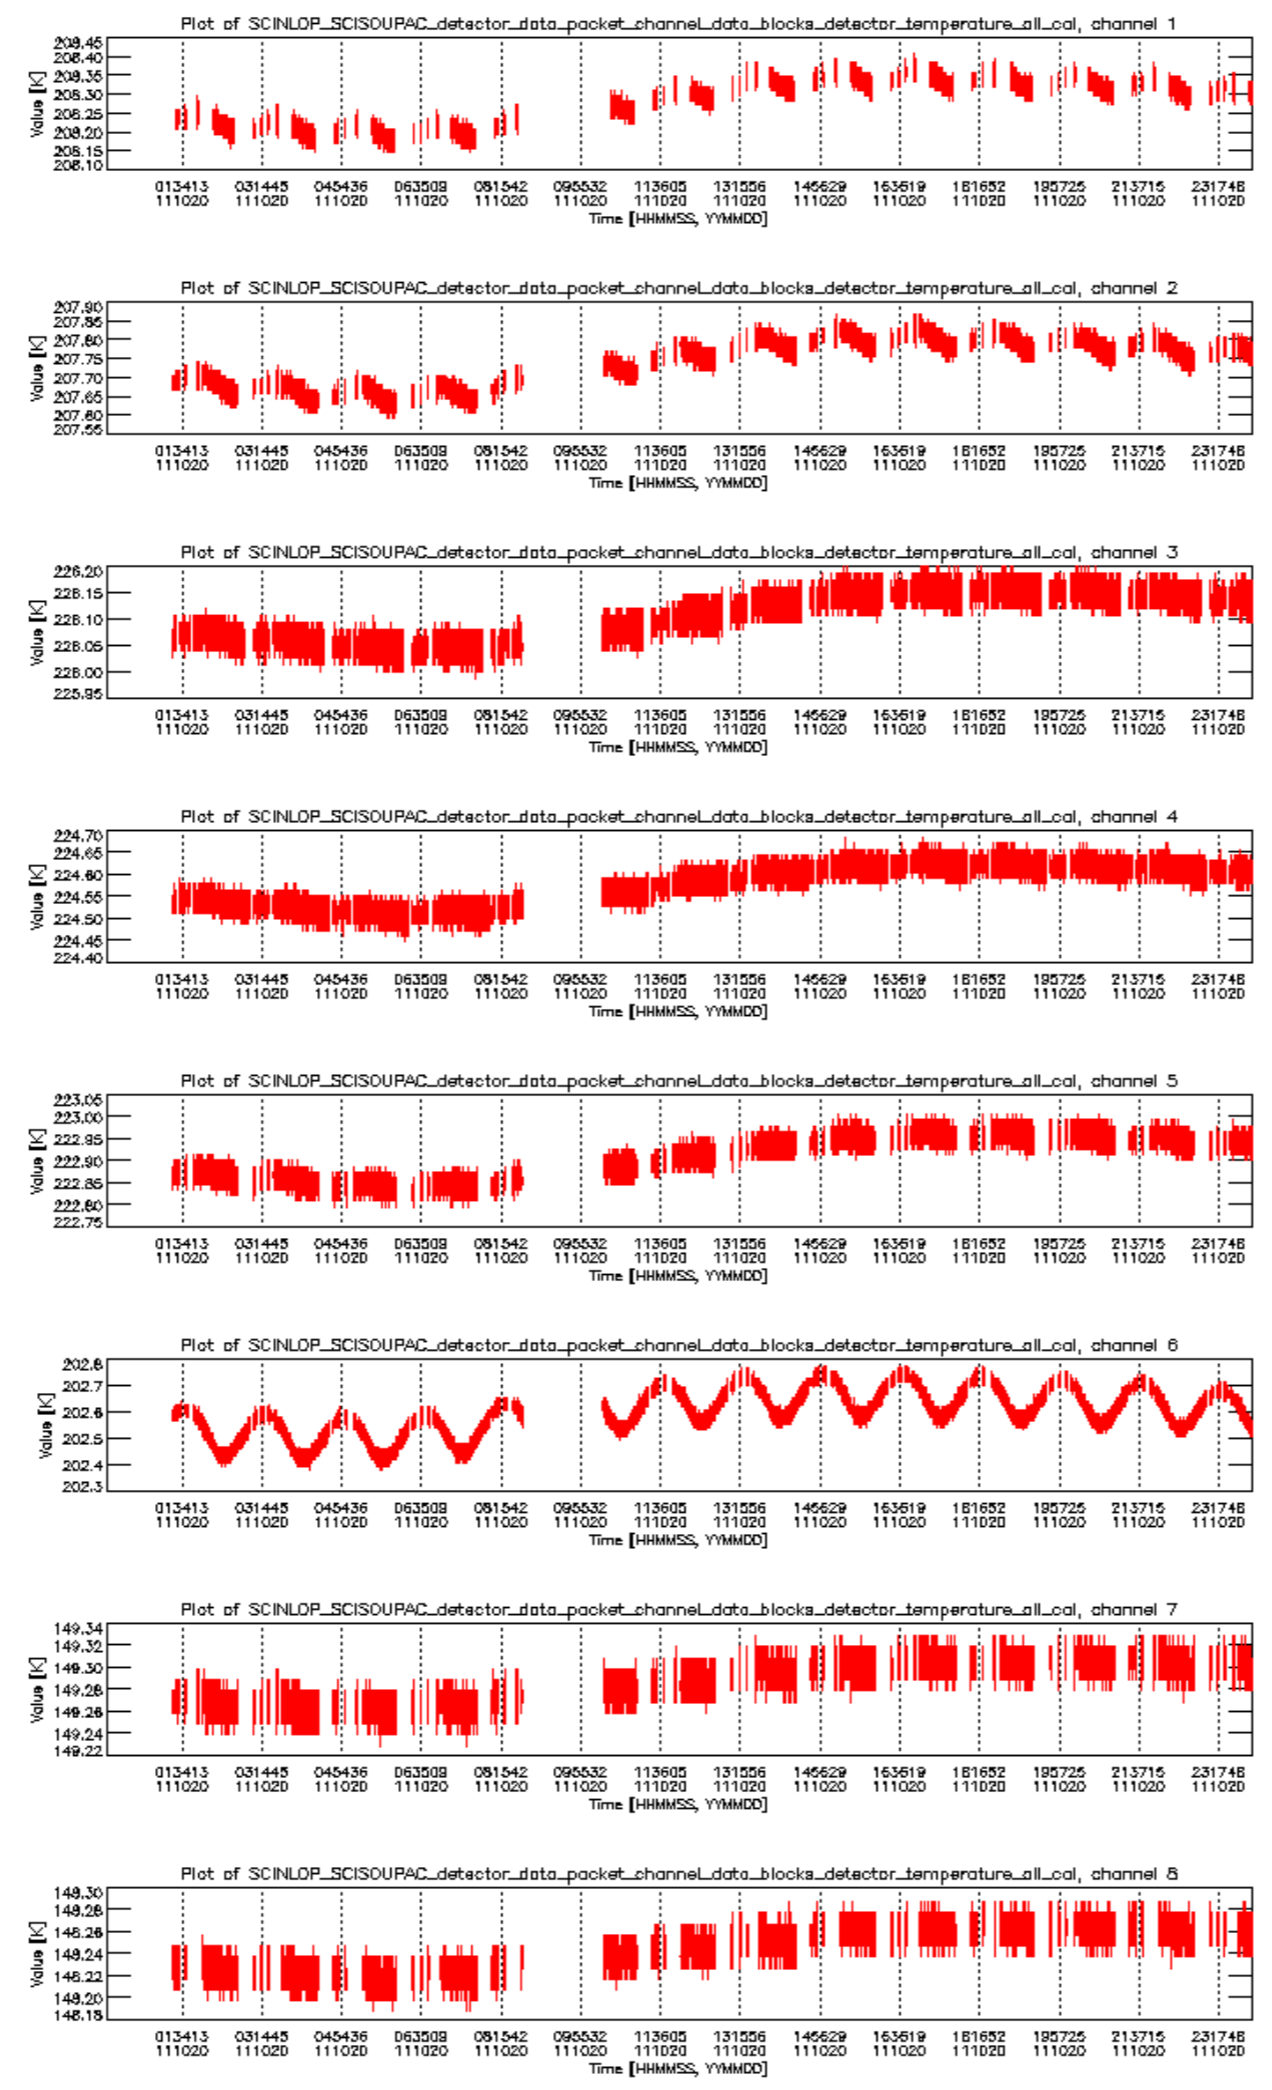 Plot of SCINLOP_SCISOUPAC_detector_data_packet_channel_data_blocks_detector_temperature_all_cal, channel 1
208.45
208.40
208.35
208.30
208.25
208.20
208.15
208.10
Value [K]
013413 031445 045436 063509 081542 095532 113605 131556 145629 163619 181652 195725 213715 231748
111020 111020 111020 111020 111020 111020 111020 111020 111020 111020 111020 111020 111020 111020
Time [HHMMSS, YYMMDD]
Plot of SCINLOP_SCISOUPAC_detector_data_packet_channel_data_blocks_detector_temperature_all_cal, channel 2
207.90
207.85
207.80
207.75
207.70
207.65
207.60
207.55
Value [K]
013413 031445 045436 063509 081542 095532 113605 131556 145629 163619 181652 195725 213715 231748
111020 111020 111020 111020 111020 111020 111020 111020 111020 111020 111020 111020 111020 111020
Time [HHMMSS, YYMMDD]
Plot of SCINLOP_SCISOUPAC_detector_data_packet_channel_data_blocks_detector_temperature_all_cal, channel 3
226.20
226.15
226.10
226.05
226.00
225.95
Value [K]
013413 031445 045436 063509 081542 095532 113605 131556 145629 163619 181652 195725 213715 231748
111020 111020 111020 111020 111020 111020 111020 111020 111020 111020 111020 111020 111020 111020
Time [HHMMSS, YYMMDD]
Plot of SCINLOP_SCISOUPAC_detector_data_packet_channel_data_blocks_detector_temperature_all_cal, channel 4
224.70
224.65
224.60
224.55
224.50
224.45
224.40
Value [K]
013413 031445 045436 063509 081542 095532 113605 131556 145629 163619 181652 195725 213715 231748
111020 111020 111020 111020 111020 111020 111020 111020 111020 111020 111020 111020 111020 111020
Time [HHMMSS, YYMMDD]
Plot of SCINLOP_SCISOUPAC_detector_data_packet_channel_data_blocks_detector_temperature_all_cal, channel 5
223.05
223.00
222.95
222.90
222.85
222.80
222.75
Value [K]
013413 031445 045436 063509 081542 095532 113605 131556 145629 163619 181652 195725 213715 231748
111020 111020 111020 111020 111020 111020 111020 111020 111020 111020 111020 111020 111020 111020
Time [HHMMSS, YYMMDD]
Plot of SCINLOP_SCISOUPAC_detector_data_packet_channel_data_blocks_detector_temperature_all_cal, channel 6
202.8
202.7
202.6
202.5
202.4
202.3
Value [K]
013413 031445 045436 063509 081542 095532 113605 131556 145629 163619 181652 195725 213715 231748
111020 111020 111020 111020 111020 111020 111020 111020 111020 111020 111020 111020 111020 111020
Time [HHMMSS, YYMMDD]
Plot of SCINLOP_SCISOUPAC_detector_data_packet_channel_data_blocks_detector_temperature_all_cal, channel 7
149.34
149.32
149.30
149.28
149.26
149.24
149.22
Value [K]
013413 031445 045436 063509 081542 095532 113605 131556 145629 163619 181652 195725 213715 231748
111020 111020 111020 111020 111020 111020 111020 111020 111020 111020 111020 111020 111020 111020
Time [HHMMSS, YYMMDD]
Plot of SCINLOP_SCISOUPAC_detector_data_packet_channel_data_blocks_detector_temperature_all_cal, channel 8
148.30
148.28
148.26
148.24
148.22
148.20
148.18
Value [K]
013413 031445 045436 063509 081542 095532 113605 131556 145629 163619 181652 195725 213715 231748
111020 111020 111020 111020 111020 111020 111020 111020 111020 111020 111020 111020 111020 111020
Time [HHMMSS, YYMMDD]